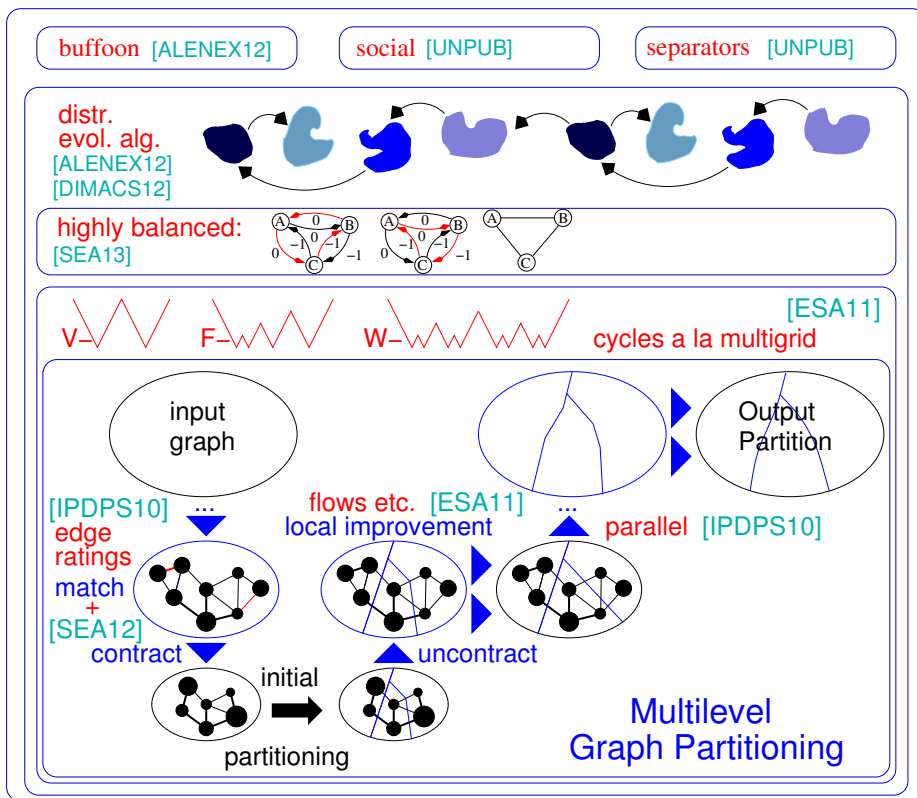 buffoon [ALENEX12]
social [UNPUB]
separators [UNPUB]
distr.
evol. alg.
[ALENEX12]
[DIMACS12]
highly balanced:
[SEA13]
A 0 B
0
0 −1 −1 −1
C
A 0 B
0
0 −1 −1 −1
C
A B
C
[ESA11]
V–
F–
W–
cycles a la multigrid
input
graph
Output
Partition
...
...
[IPDPS10]
edge
ratings
match
+
[SEA12]
contract
flows etc. [ESA11]
local improvement
parallel [IPDPS10]
uncontract
initial
partitioning
Multilevel
Graph Partitioning